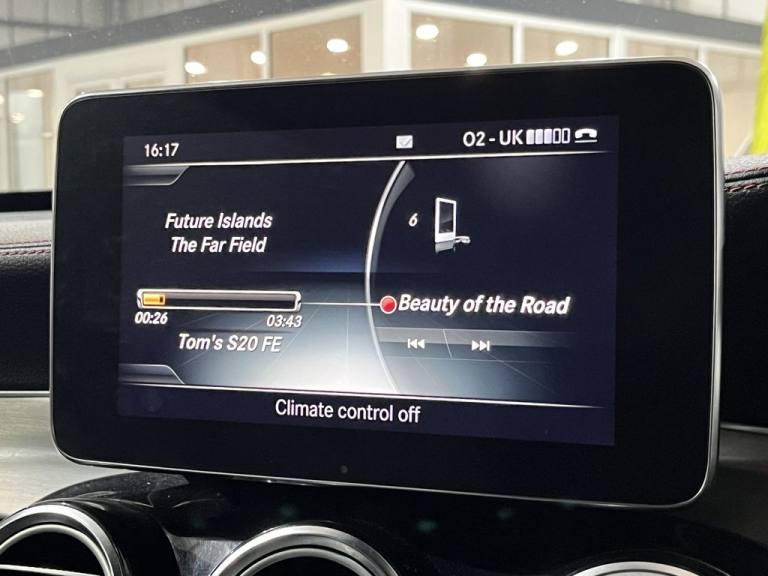 16:17
O2 - UK
Future Islands
The Far Field
6
00:26
03:43
Beauty of the Road
Tom's S20 FE
Climate control off